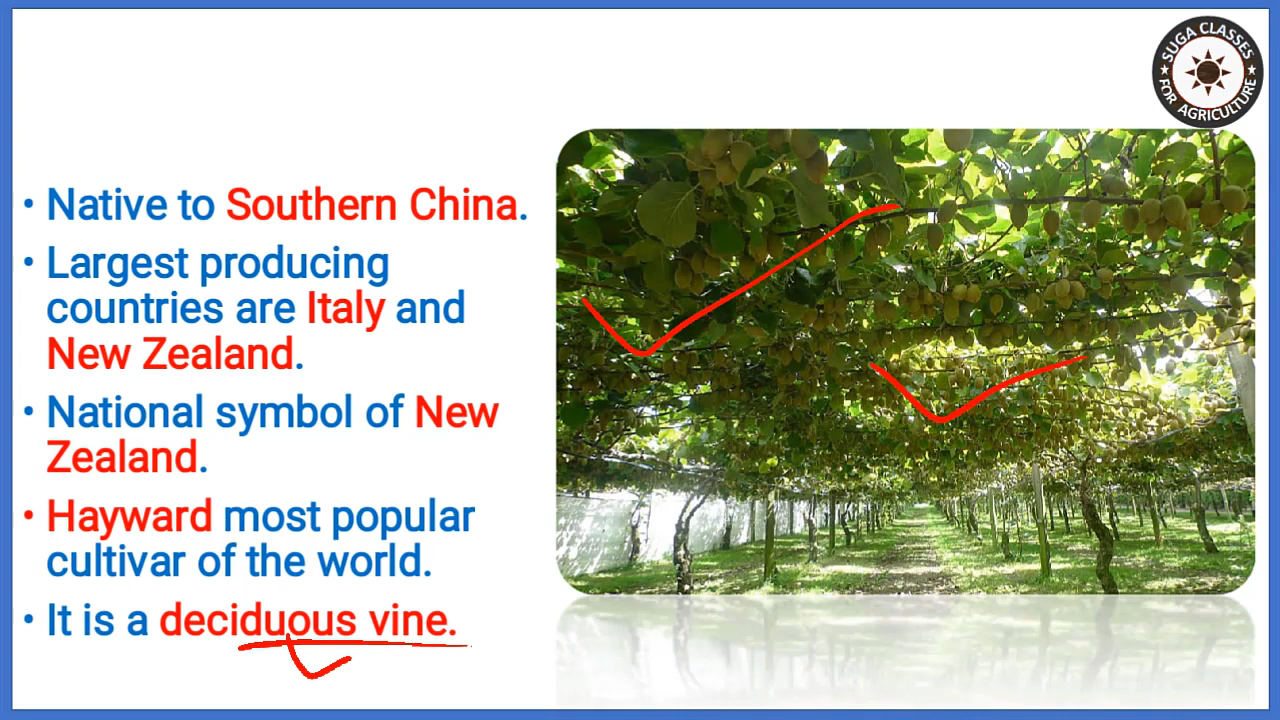 SUGA CLASSES
FOR AGRICULTURE
• Native to Southern China.
• Largest producing
countries are Italy and
New Zealand.
• National symbol of New
Zealand.
• Hayward most popular
cultivar of the world.
• It is a deciduous vine.